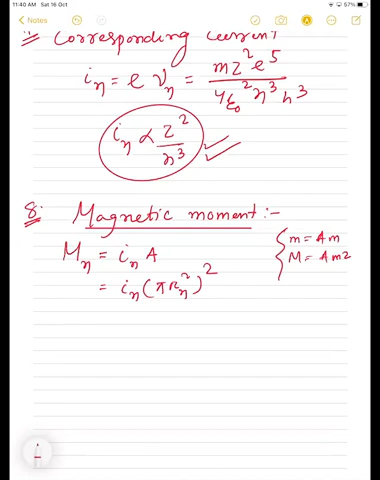 11:40 AM Sat 16 Oct
57%
Notes
Corresponding current
iₙ = e νₙ = mz²e⁵ / 4ε₀²n³h³
iₙ ∝ z² / n³
8. Magnetic moment :-
Mₙ = iₙ A
= iₙ (πRₙ²)²
m = Am
M = Am2